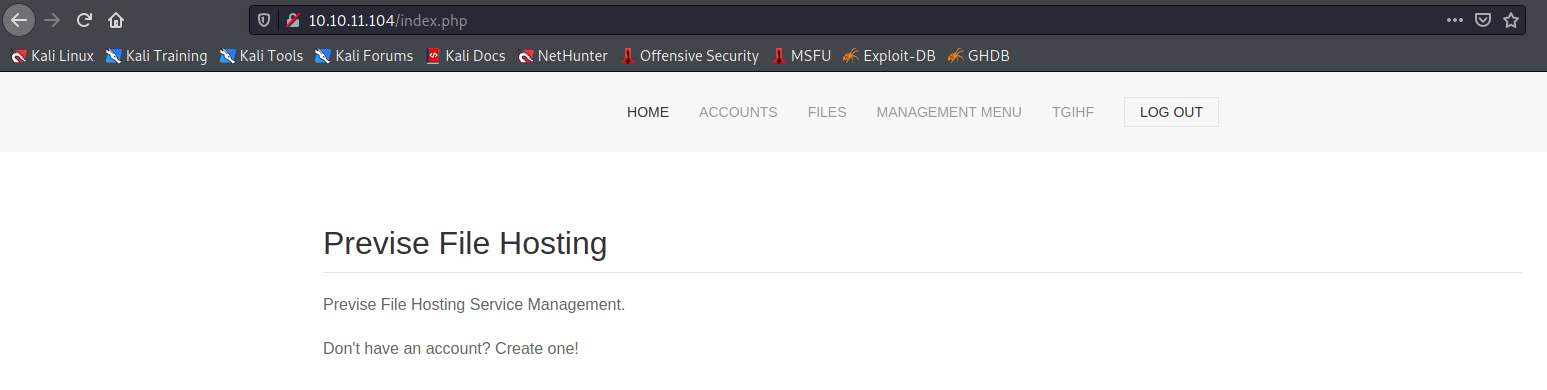 10.10.11.104/index.php
Kali Linux Kali Training Kali Tools Kali Forums Kali Docs NetHunter Offensive Security MSFU Exploit-DB GHDB
HOME ACCOUNTS FILES MANAGEMENT MENU TGIHF LOG OUT
Previse File Hosting
Previse File Hosting Service Management.
Don't have an account? Create one!